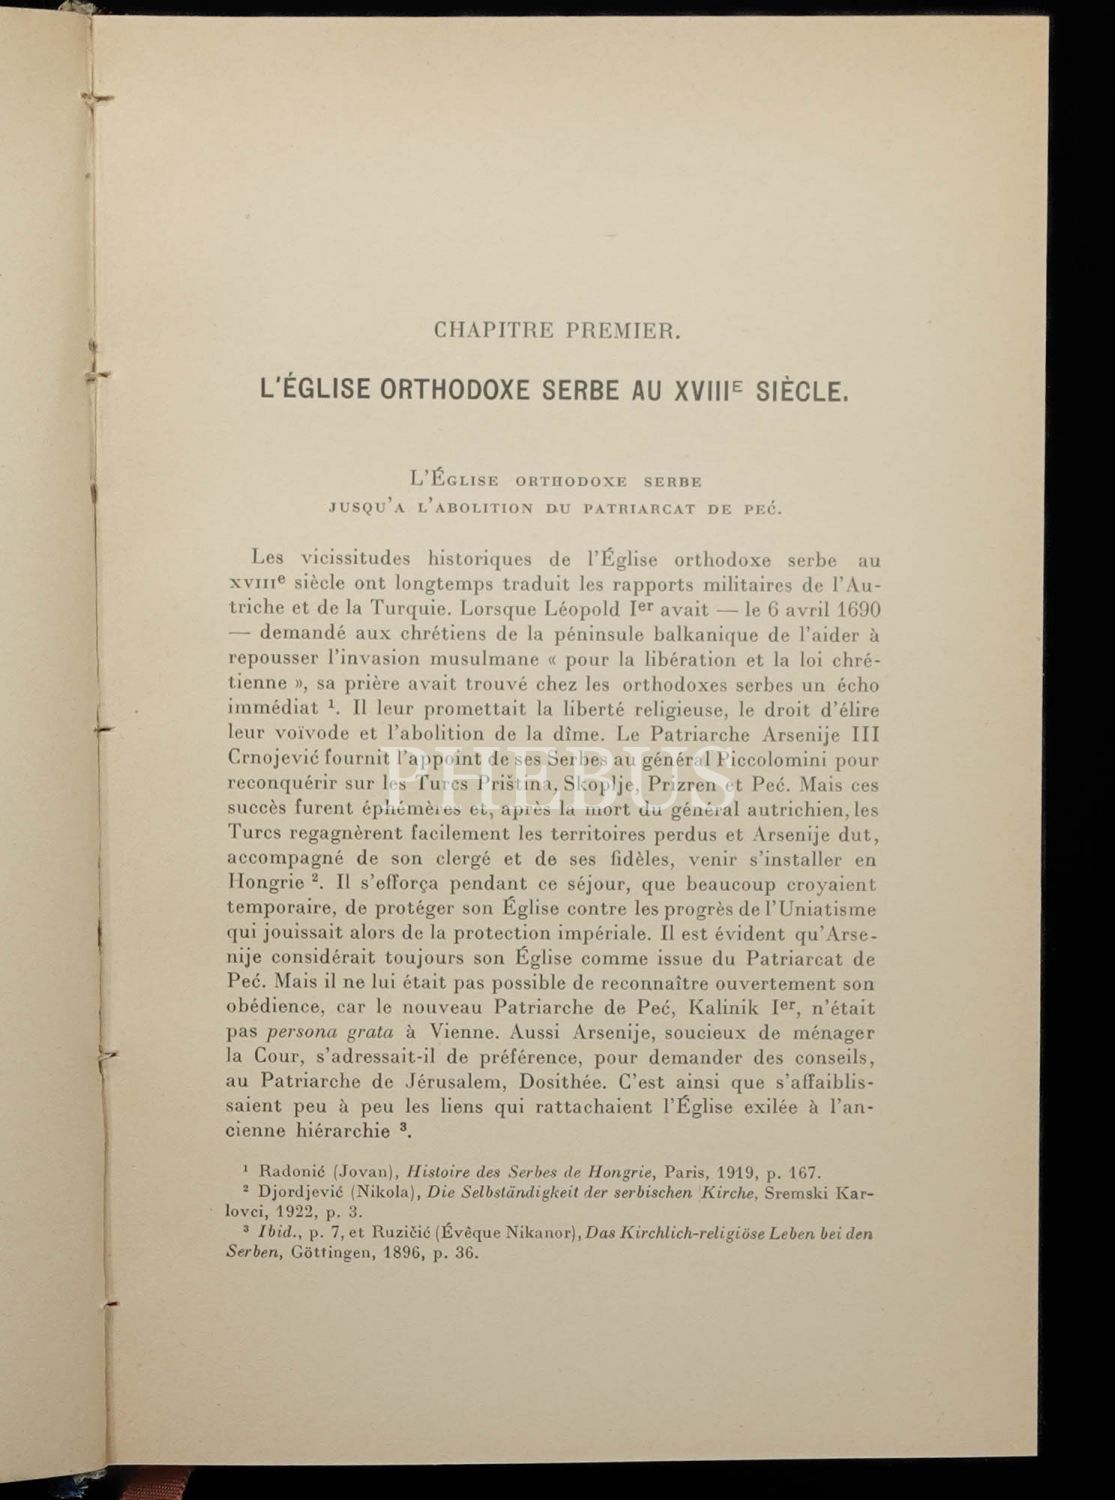 CHAPITRE PREMIER.
L'ÉGLISE ORTHODOXE SERBE AU XVIIIE SIÈCLE.
L'ÉGLISE ORTHODOXE SERBE
JUSQU'A L'ABOLITION DU PATRIARCAT DE PEĆ.
Les vicissitudes historiques de l'Église orthodoxe serbe au
XVIIIe siècle ont longtemps traduit les rapports militaires de l'Au-
triche et de la Turquie. Lorsque Léopold Ier avait — le 6 avril 1690
— demandé aux chrétiens de la péninsule balkanique de l'aider à
repousser l'invasion musulmane « pour la libération et la loi chré-
tienne », sa prière avait trouvé chez les orthodoxes serbes un écho
immédiat ¹. Il leur promettait la liberté religieuse, le droit d'élire
leur voïvode et l'abolition de la dîme. Le Patriarche Arsenije III
Crnojević fournit l'appoint de ses Serbes au général Piccolomini pour
reconquérir sur les Turcs Priština, Skoplje, Prizren et Peć. Mais ces
succès furent éphémères et, après la mort du général autrichien, les
Turcs regagnèrent facilement les territoires perdus et Arsenije dut,
accompagné de son clergé et de ses fidèles, venir s'installer en
Hongrie ². Il s'efforça pendant ce séjour, que beaucoup croyaient
temporaire, de protéger son Église contre les progrès de l'Uniatisme
qui jouissait alors de la protection impériale. Il est évident qu'Arse-
nije considérait toujours son Église comme issue du Patriarcat de
Peć. Mais il ne lui était pas possible de reconnaître ouvertement son
obédience, car le nouveau Patriarche de Peć, Kalinik Ier, n'était
pas persona grata à Vienne. Aussi Arsenije, soucieux de ménager
la Cour, s'adressait-il de préférence, pour demander des conseils,
au Patriarche de Jérusalem, Dosithée. C'est ainsi que s'affaiblis-
saient peu à peu les liens qui rattachaient l'Église exilée à l'an-
cienne hiérarchie ³.
¹ Radonić (Jovan), Histoire des Serbes de Hongrie, Paris, 1919, p. 167.
² Djordjević (Nikola), Die Selbständigkeit der serbischen Kirche, Sremski Kar-
lovci, 1922, p. 3.
³ Ibid., p. 7, et Ruzičić (Évêque Nikanor), Das Kirchlich-religiöse Leben bei den
Serben, Göttingen, 1896, p. 36.
PHEBUS